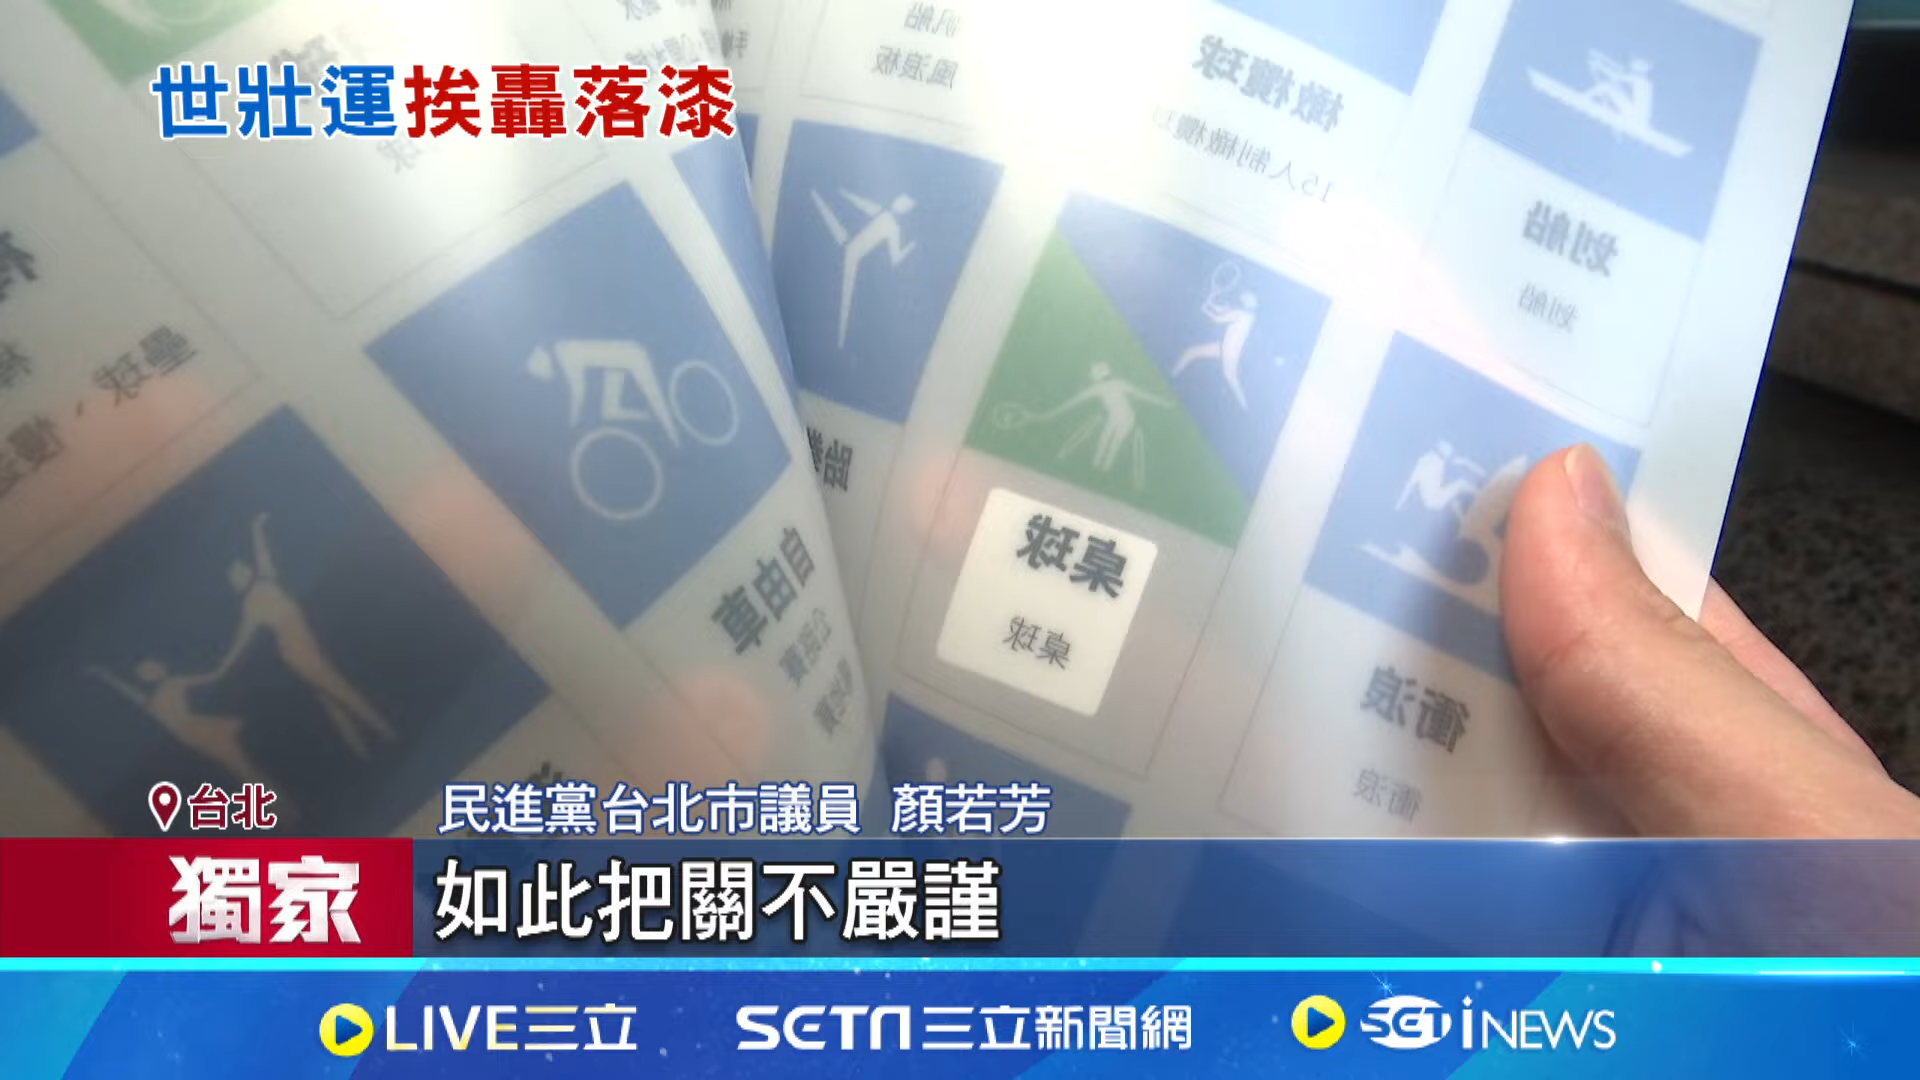 世壯運挨轟落漆
帆船
風浪板
橄欖球
15人制橄欖
划船
划船
壘球、
自由車
公路賽
桌球
桌球
衝浪
衝浪
台北
民進黨台北市議員 顏若芳
獨家
如此把關不嚴謹
LIVE三立
SETN三立新聞網
SET iNEWS